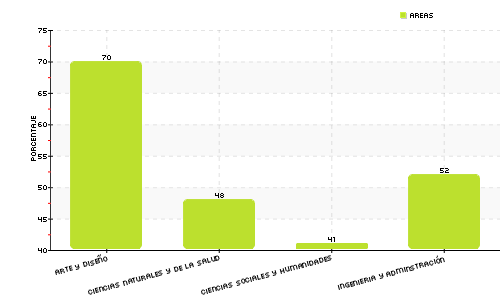 AREAS
PORCENTAJE
75
70
65
60
55
50
45
40
70
48
41
52
ARTE Y DISEÑO
CIENCIAS NATURALES Y DE LA SALUD
CIENCIAS SOCIALES Y HUMANIDADES
INGENIERIA Y ADMINISTRACIÓN